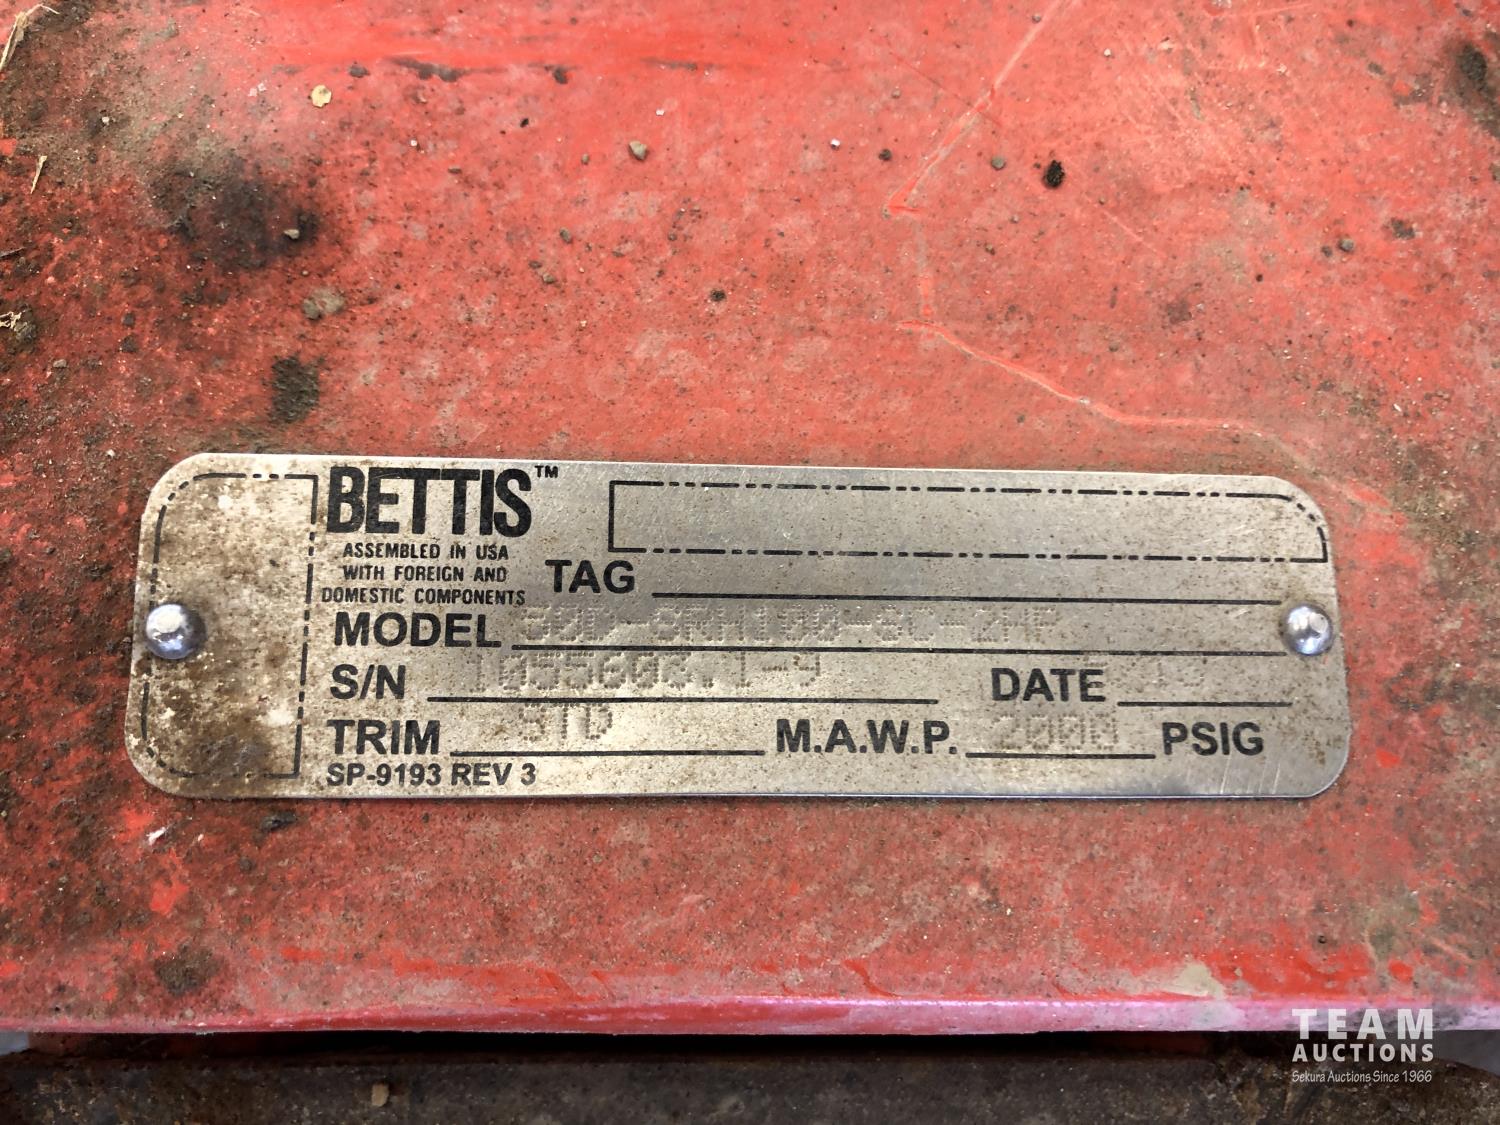 BETTIS™
ASSEMBLED IN USA
WITH FOREIGN AND
DOMESTIC COMPONENTS
TAG
MODEL
S/N
DATE
TRIM STD M.A.W.P. 2000 PSIG
SP-9193 REV 3
TEAM
AUCTIONS
Sekura Auctions Since 1966